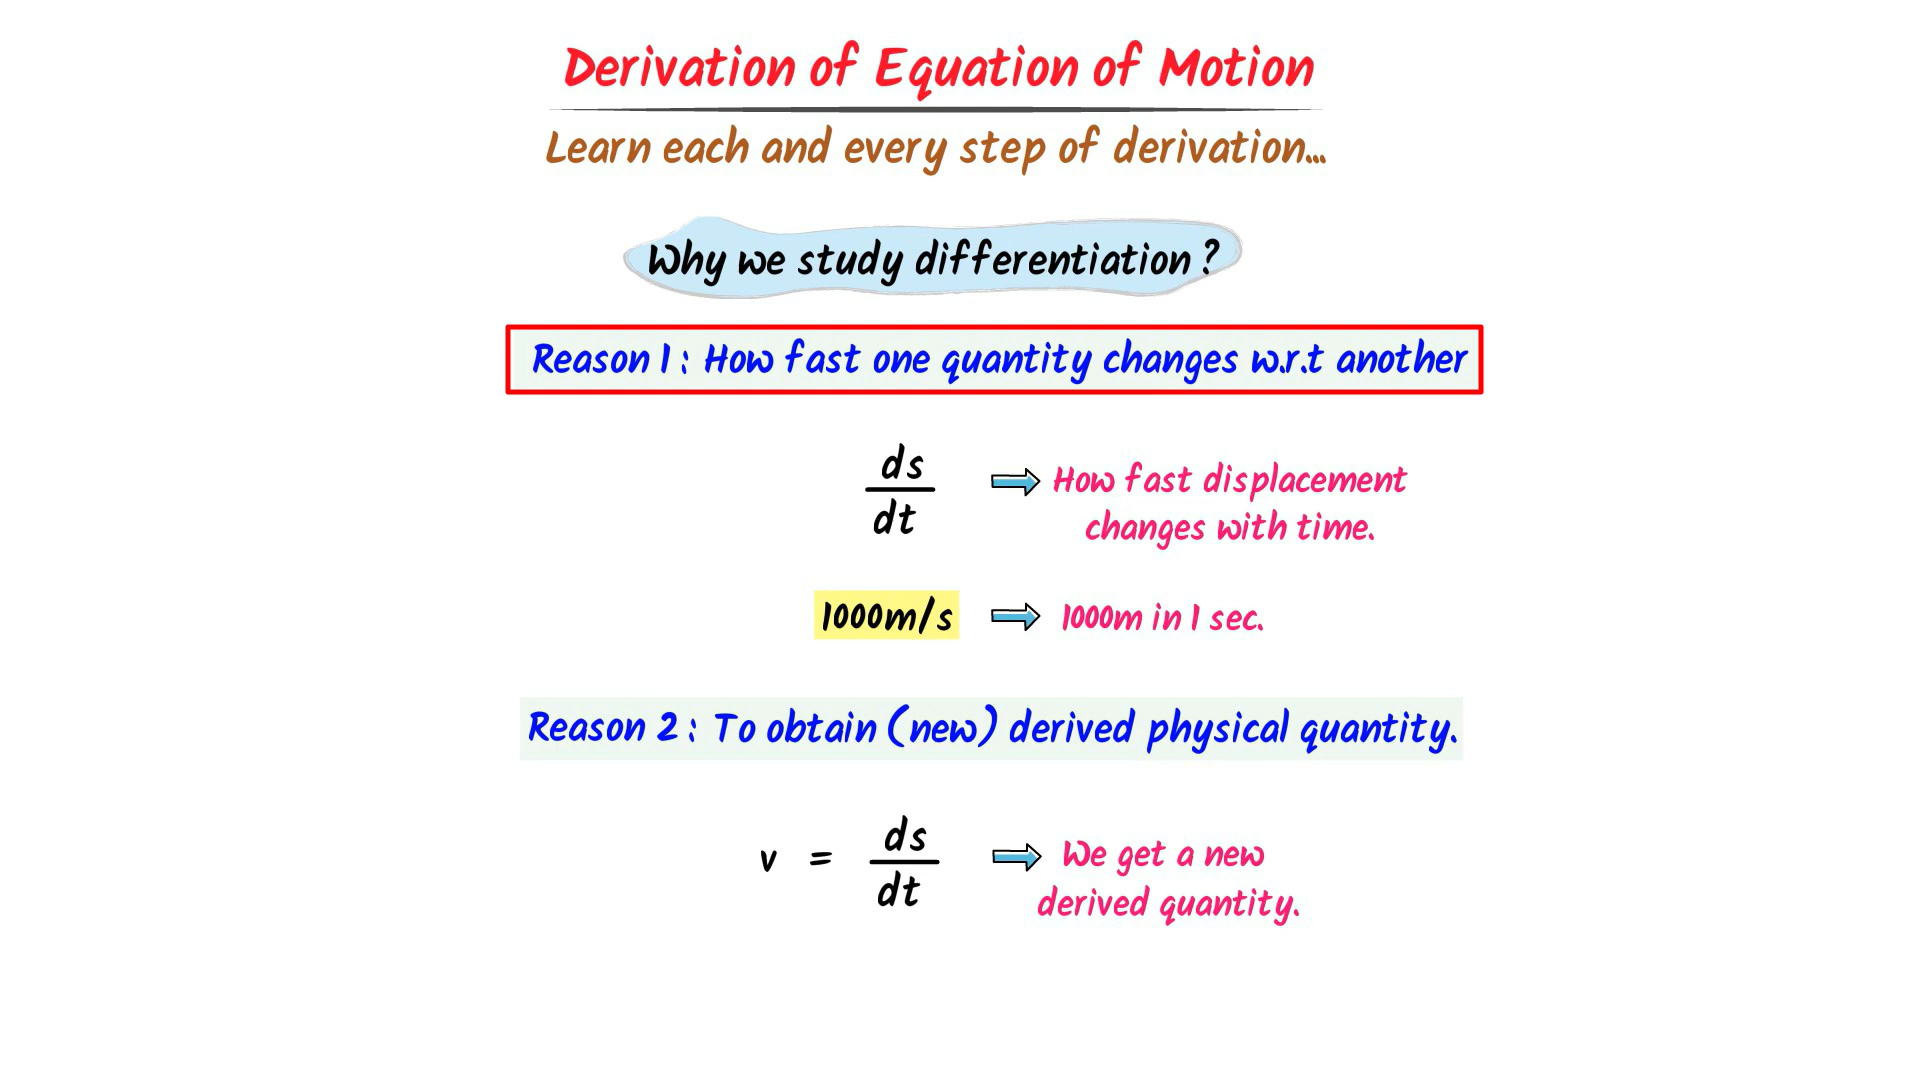 Derivation of Equation of Motion
Learn each and every step of derivation...
Why we study differentiation ?
Reason 1 : How fast one quantity changes w.r.t another
ds
dt
How fast displacement
changes with time.
1000m/s
1000m in 1 sec.
Reason 2 : To obtain (new) derived physical quantity.
v = ds
dt
We get a new
derived quantity.